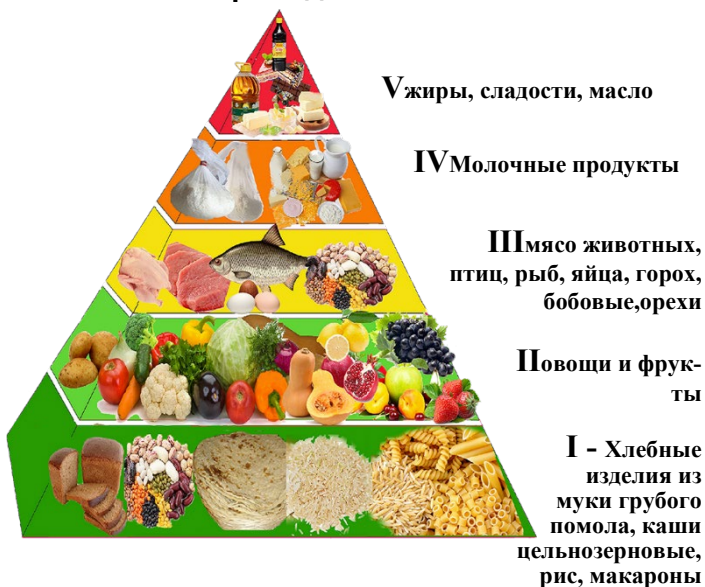 Vжиры, сладости, масло
IVМолочные продукты
IIIмясо животных,
птиц, рыб, яйца, горох,
бобовые,орехи
IIовощи и фрук-
ты
I - Хлебные
изделия из
муки грубого
помола, каши
цельнозерновые,
рис, макароны